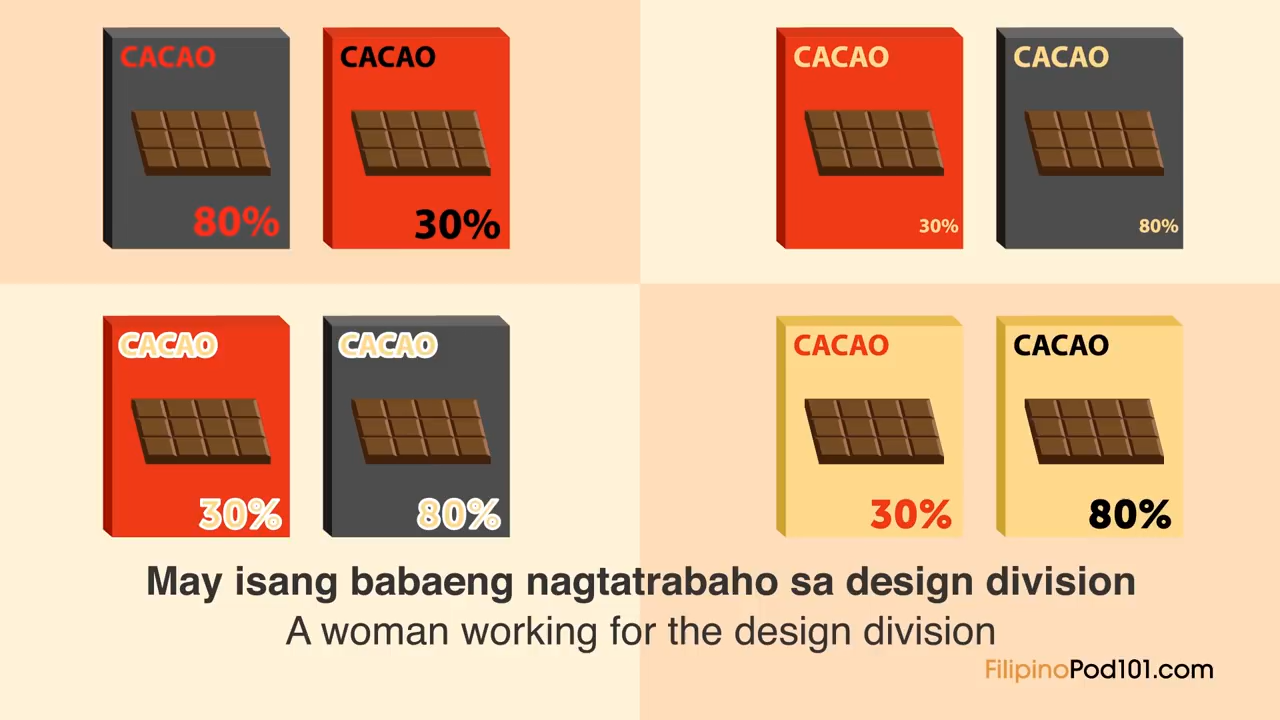 CACAO
80%
CACAO
30%
CACAO
30%
CACAO
80%
CACAO
30%
CACAO
80%
CACAO
30%
CACAO
80%
May isang babaeng nagtatrabaho sa design division
A woman working for the design division
FilipinoPod101.com